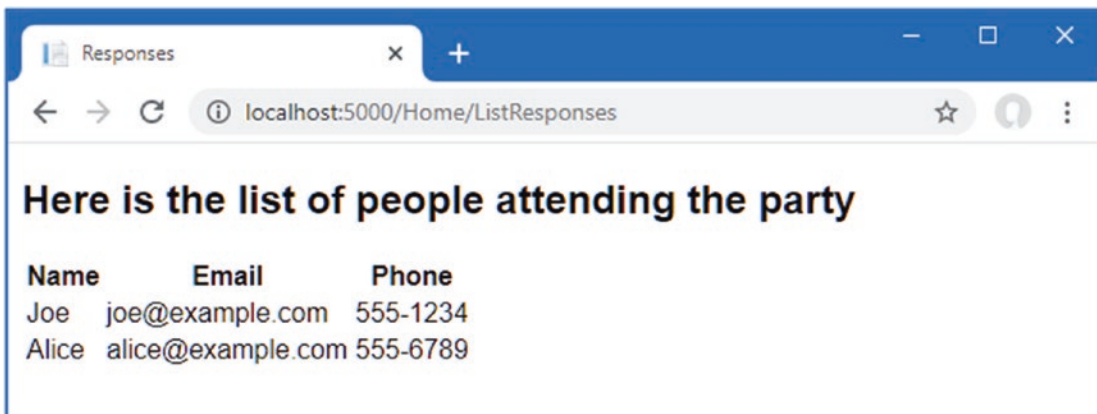 Responses
localhost:5000/Home/ListResponses
Here is the list of people attending the party
Name Email Phone
Joe joe@example.com 555-1234
Alice alice@example.com 555-6789